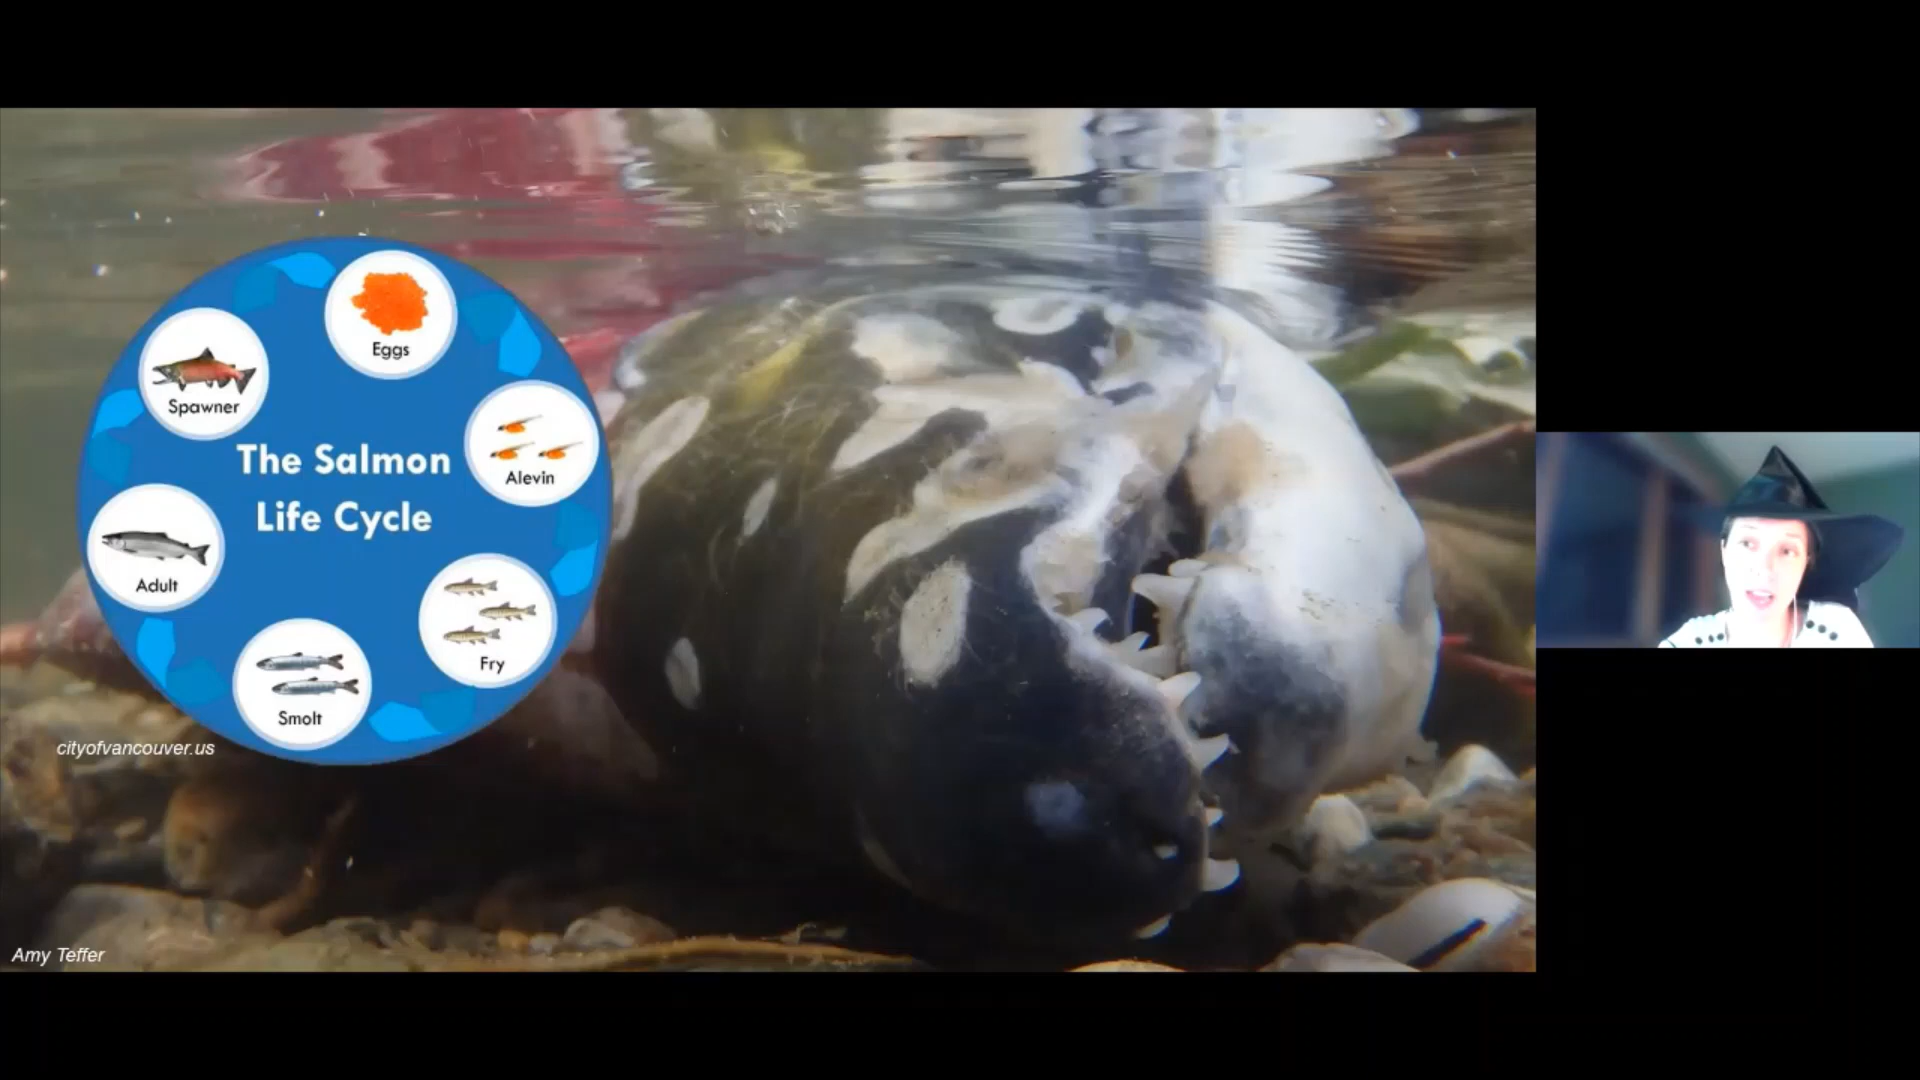 Eggs
Spawner
Alevin
The Salmon
Life Cycle
Adult
Fry
Smolt
cityofvancouver.us
Amy Teffer